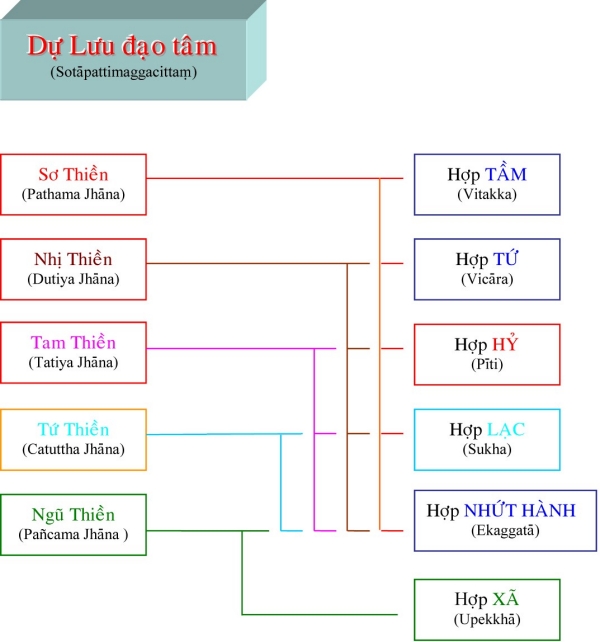 Dự Lưu đạo tâm
(Sotāpattimaggacittaṃ)
Sơ Thiền
(Pathama Jhāna)
Hợp TẦM
(Vitakka)
Nhị Thiền
(Dutiya Jhāna)
Hợp TỨ
(Vicāra)
Tam Thiền
(Tatiya Jhāna)
Hợp HỶ
(Pīti)
Tứ Thiền
(Catuttha Jhāna)
Hợp LẠC
(Sukha)
Ngũ Thiền
(Pañcama Jhāna )
Hợp NHỨT HÀNH
(Ekaggatā)
Hợp XÃ
(Upekkhā)